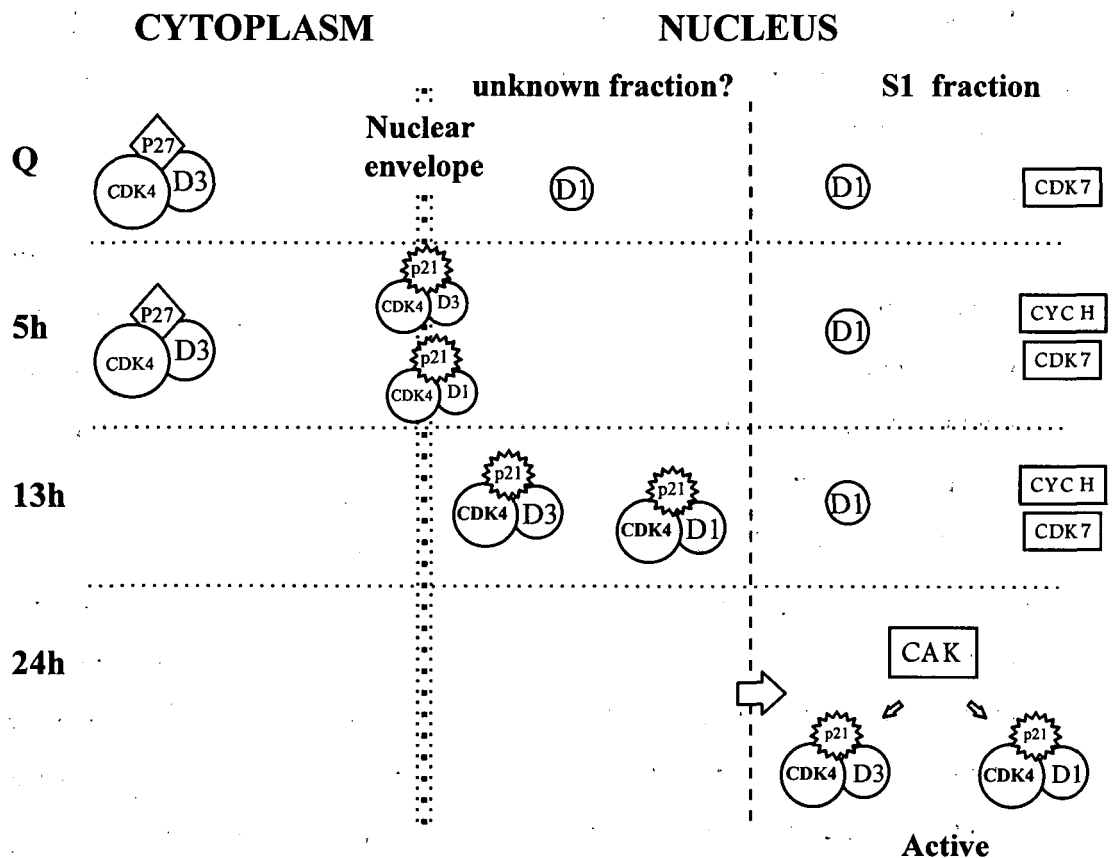 CYTOPLASM NUCLEUS
unknown fraction? S1 fraction
Nuclear
envelope
Q
P27
CDK4 D3
D1
D1
CDK7
5h
P27
CDK4 D3
p21
CDK4 D3
p21
CDK4 D1
D1
CYC H
CDK7
13h
p21
CDK4 D3
p21
CDK4 D1
D1
CYC H
CDK7
24h
CAK
p21
CDK4 D3
p21
CDK4 D1
Active